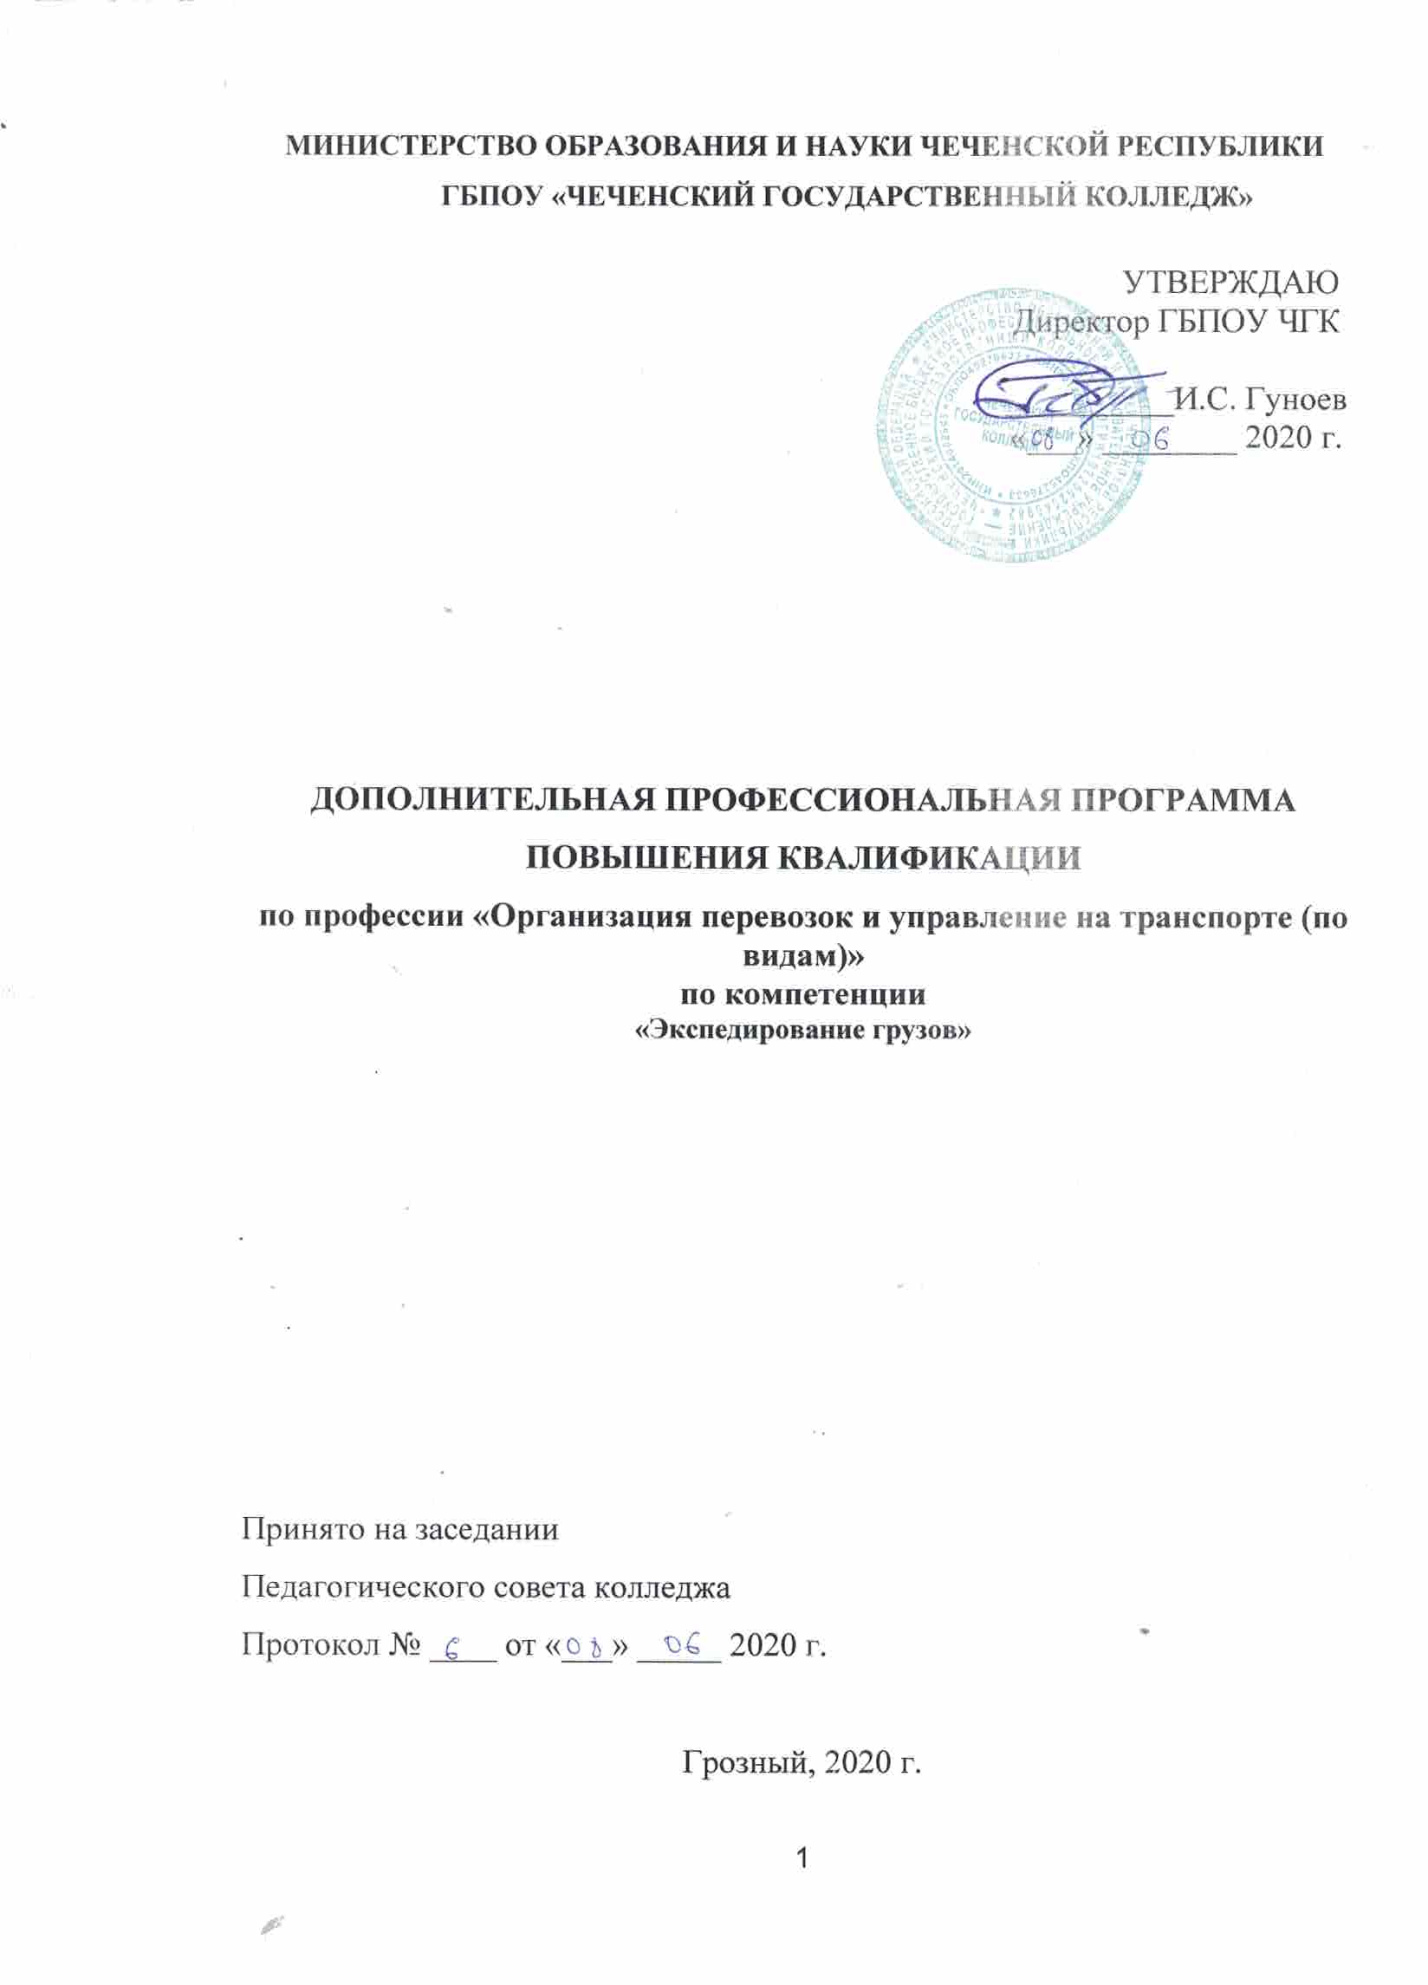 МИНИСТЕРСТВО ОБРАЗОВАНИЯ И НАУКИ ЧЕЧЕНСКОЙ РЕСПУБЛИКИ
ГБПОУ «ЧЕЧЕНСКИЙ ГОСУДАРСТВЕННЫЙ КОЛЛЕДЖ»
УТВЕРЖДАЮ
Директор ГБПОУ ЧГК
И.С. Гуноев
«08» 06 2020 г.
ДОПОЛНИТЕЛЬНАЯ ПРОФЕССИОНАЛЬНАЯ ПРОГРАММА
ПОВЫШЕНИЯ КВАЛИФИКАЦИИ
по профессии «Организация перевозок и управление на транспорте (по
видам)»
по компетенции
«Экспедирование грузов»
Принято на заседании
Педагогического совета колледжа
Протокол № 6 от «08» 06 2020 г.
Грозный, 2020 г.
1